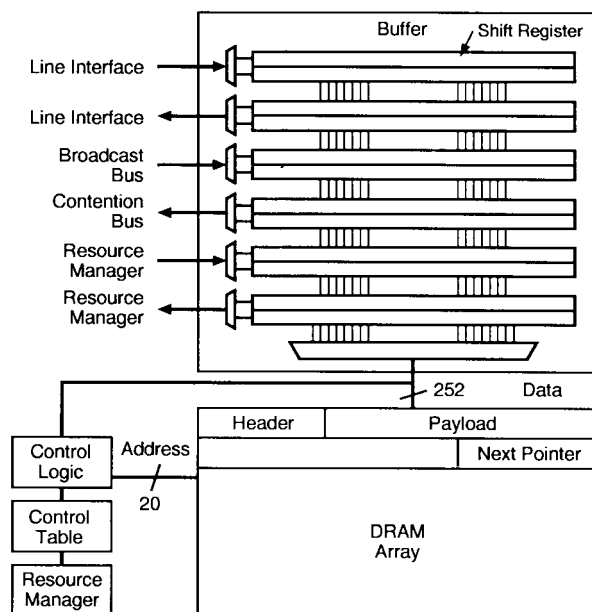 Buffer
Shift Register
Line Interface
Line Interface
Broadcast
Bus
Contention
Bus
Resource
Manager
Resource
Manager
252
Data
Header
Payload
Next Pointer
Control
Logic
Address
20
Control
Table
Resource
Manager
DRAM
Array